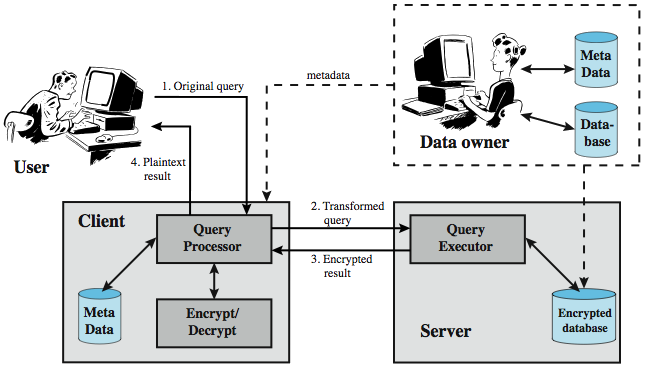 1. Original query
metadata
Meta
Data
Data-
base
Data owner
4. Plaintext
result
User
Client
Query
Processor
2. Transformed
query
3. Encrypted
result
Query
Executor
Meta
Data
Encrypt/
Decrypt
Server
Encrypted
database